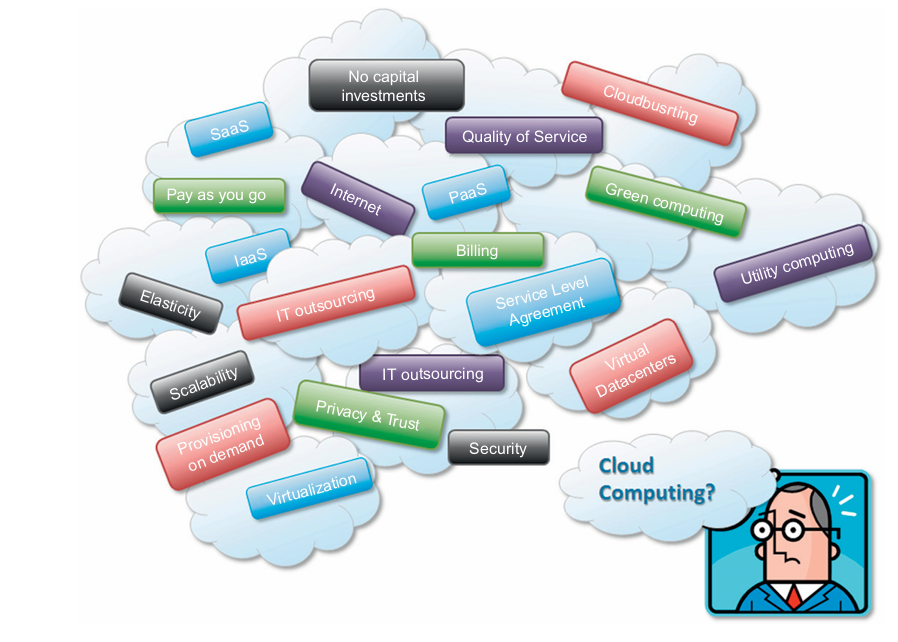 No capital
investments
Cloudbusrting
SaaS
Quality of Service
Pay as you go
Internet
PaaS
Green computing
IaaS
Billing
Utility computing
Elasticity
IT outsourcing
Service Level
Agreement
Scalability
IT outsourcing
Virtual
Datacenters
Provisioning
on demand
Privacy & Trust
Security
Virtualization
Cloud
Computing?